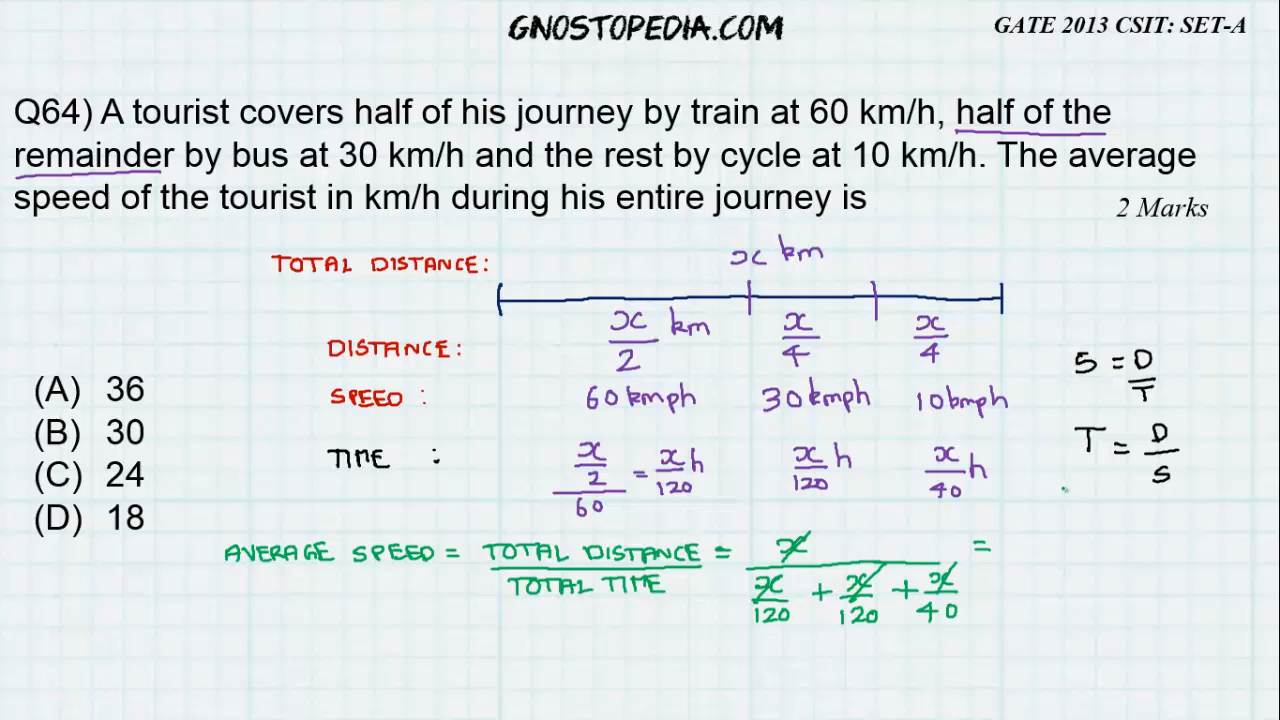 GNOSTOPEDIA.COM
GATE 2013 CSIT: SET-A
Q64) A tourist covers half of his journey by train at 60 km/h, half of the
remainder by bus at 30 km/h and the rest by cycle at 10 km/h. The average
speed of the tourist in km/h during his entire journey is
2 Marks
TOTAL DISTANCE: x km
DISTANCE: x/2 km x/4 x/4
SPEED : 60 kmph 30 kmph 10 kmph
TIME : x/2/60 = x/120 h x/120 h x/40 h
S = D/T
T = D/S
(A) 36
(B) 30
(C) 24
(D) 18
AVERAGE SPEED = TOTAL DISTANCE/TOTAL TIME = x/(x/120 + x/120 + x/40) =